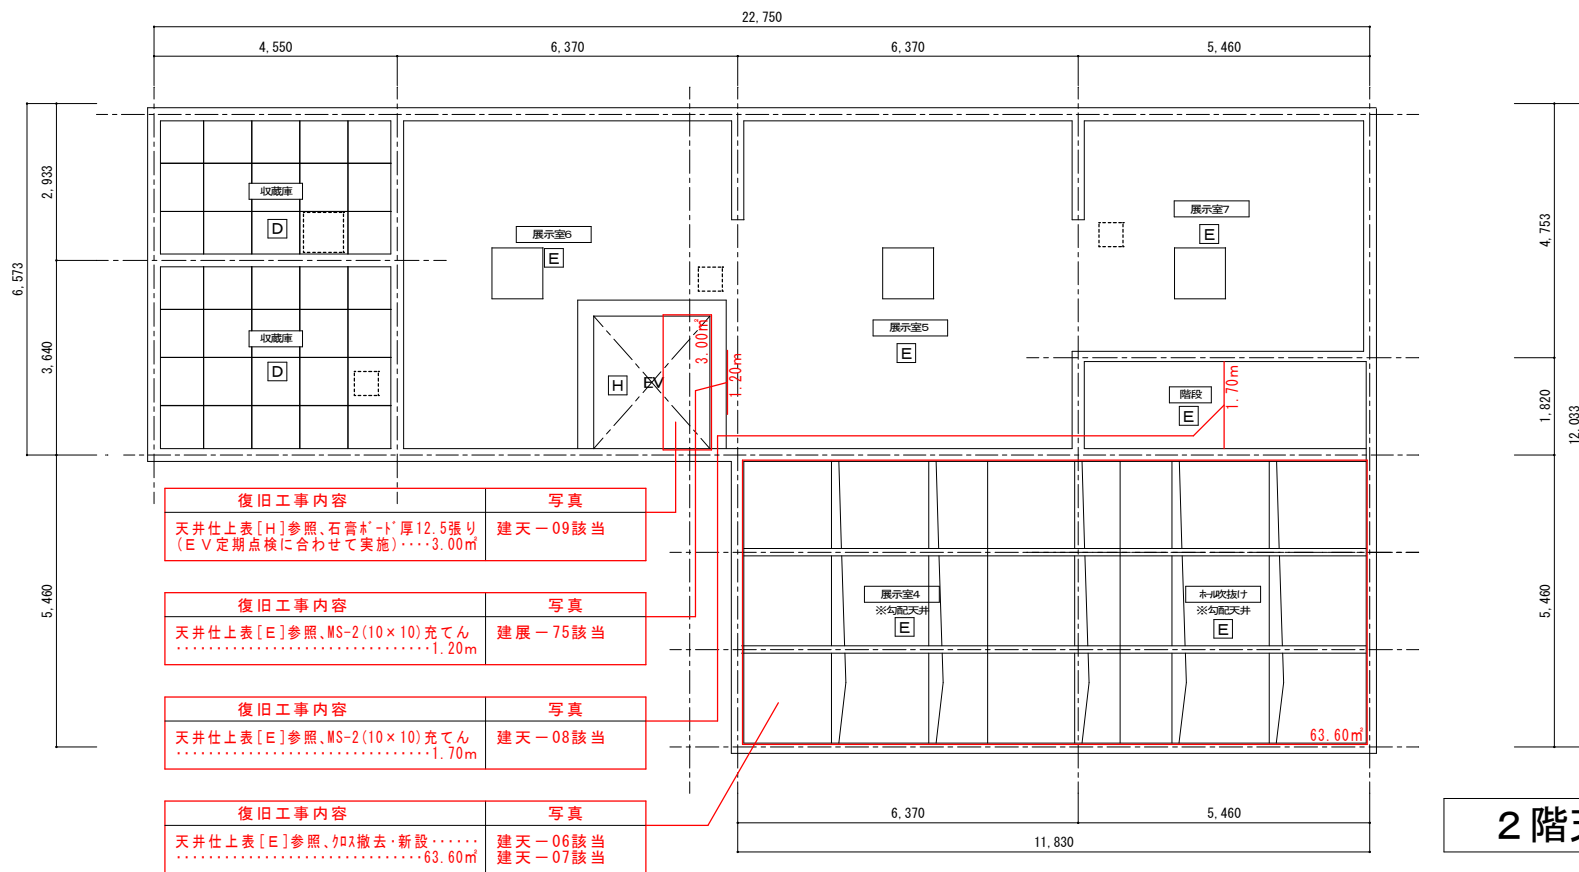 22,750
4,550
6,370
6,370
5,460
6,573
2,933
3,640
5,460
4,753
1,820
12,033
5,460
収蔵庫
D
収蔵庫
D
展示室6
E
展示室5
E
展示室7
E
階段
E
H
EV
3.00㎡
1.20m
1.70m
展示室4
※勾配天井
E
ホール吹抜け
※勾配天井
E
63.60㎡
復旧工事内容 写真
天井仕上表[H]参照、石膏ボード厚12.5張り 建天－09該当
(EV定期点検に合わせて実施)‥‥3.00㎡
復旧工事内容 写真
天井仕上表[E]参照、MS-2(10×10)充てん 建展－75該当
‥‥‥‥‥‥‥‥‥‥‥‥‥‥1.20m
復旧工事内容 写真
天井仕上表[E]参照、MS-2(10×10)充てん 建天－08該当
‥‥‥‥‥‥‥‥‥‥‥‥‥‥1.70m
復旧工事内容 写真
天井仕上表[E]参照、クロス撤去・新設‥‥‥ 建天－06該当
‥‥‥‥‥‥‥‥‥‥‥‥‥‥63.60㎡ 建天－07該当
6,370
5,460
11,830
2階天